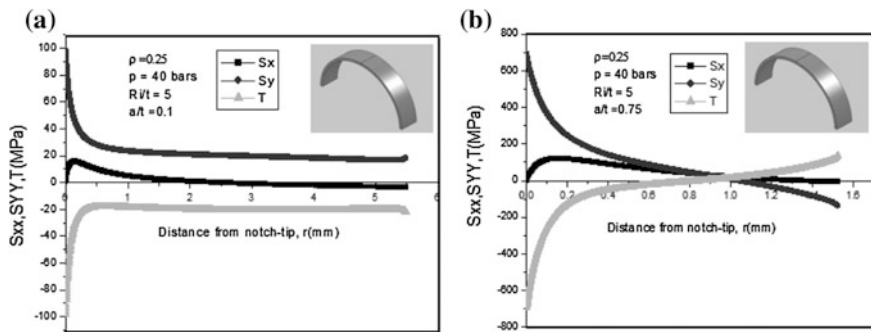 (a)
100
80
60
40
20
0
-20
-40
-60
-80
-100
0
1
2
3
4
5
6
Sxx,SYY,T(MPa)
Distance from notch-tip, r(mm)
ρ=0.25
p = 40 bars
Ri/t = 5
a/t = 0.1
Sx
Sy
T
(b)
800
600
400
200
0
-200
-400
-600
-800
0.0
0.2
0.4
0.6
0.8
1.0
1.2
1.4
1.6
Sxx,SYY,T(MPa)
Distance from notch-tip, r(mm)
ρ=0.25
p = 40 bars
Ri/t = 5
a/t = 0.75
Sx
Sy
T